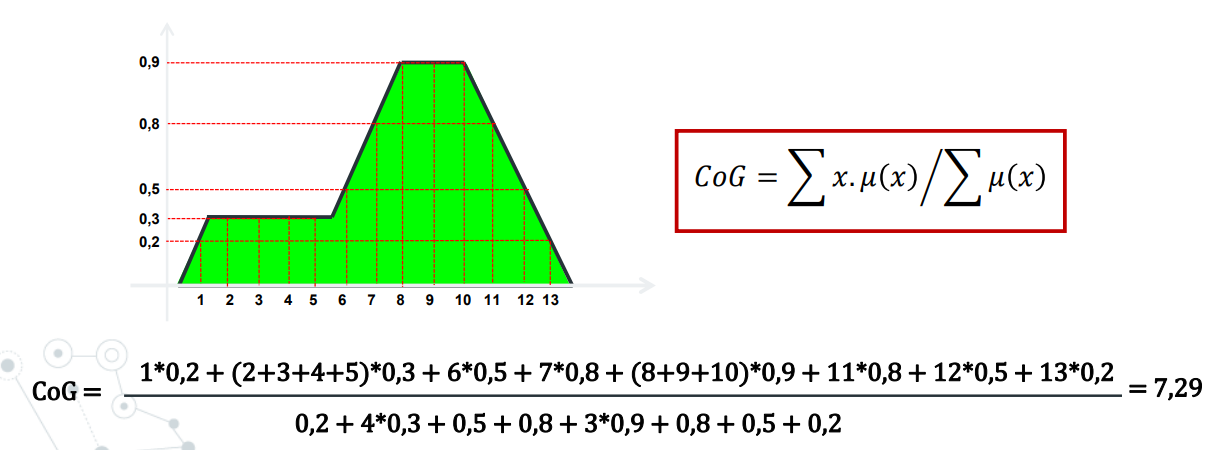 0,9
0,8
0,5
0,3
0,2
1 2 3 4 5 6 7 8 9 10 11 12 13
CoG = ∑ x.μ(x)/∑ μ(x)
CoG = 1*0,2 + (2+3+4+5)*0,3 + 6*0,5 + 7*0,8 + (8+9+10)*0,9 + 11*0,8 + 12*0,5 + 13*0,2 = 7,29
0,2 + 4*0,3 + 0,5 + 0,8 + 3*0,9 + 0,8 + 0,5 + 0,2